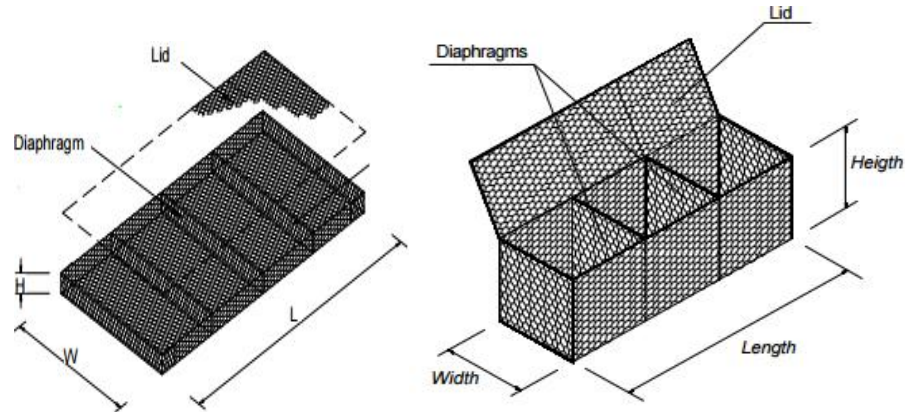 Lid
Diaphragm
H
W
L
Diaphragms
Lid
Heigth
Length
Width